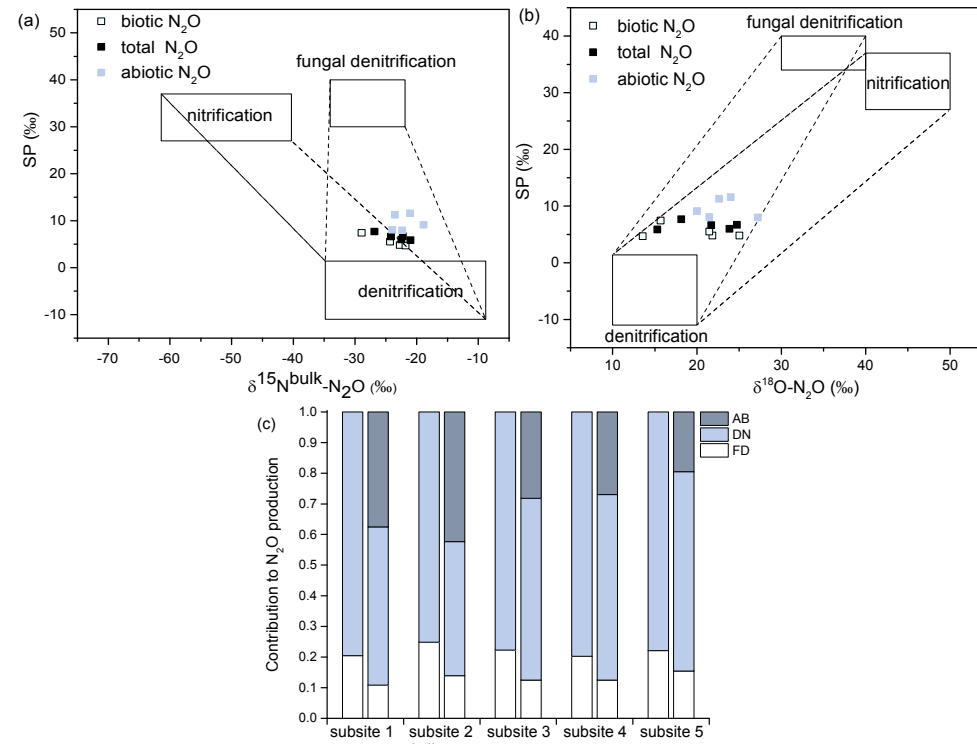 (a)
biotic N₂O
total N₂O
abiotic N₂O
fungal denitrification
nitrification
denitrification
SP (‰)
50
40
30
20
10
0
-10
-70 -60 -50 -40 -30 -20 -10
δ¹⁵Nᵇᵘˡᵏ-N₂O (‰)
(b)
biotic N₂O
total N₂O
abiotic N₂O
fungal denitrification
nitrification
denitrification
SP (‰)
40
30
20
10
0
-10
10 20 30 40 50
δ¹⁸O-N₂O (‰)
(c)
AB
DN
FD
Contribution to N₂O production
1.0
0.9
0.8
0.7
0.6
0.5
0.4
0.3
0.2
0.1
0.0
subsite 1 subsite 2 subsite 3 subsite 4 subsite 5